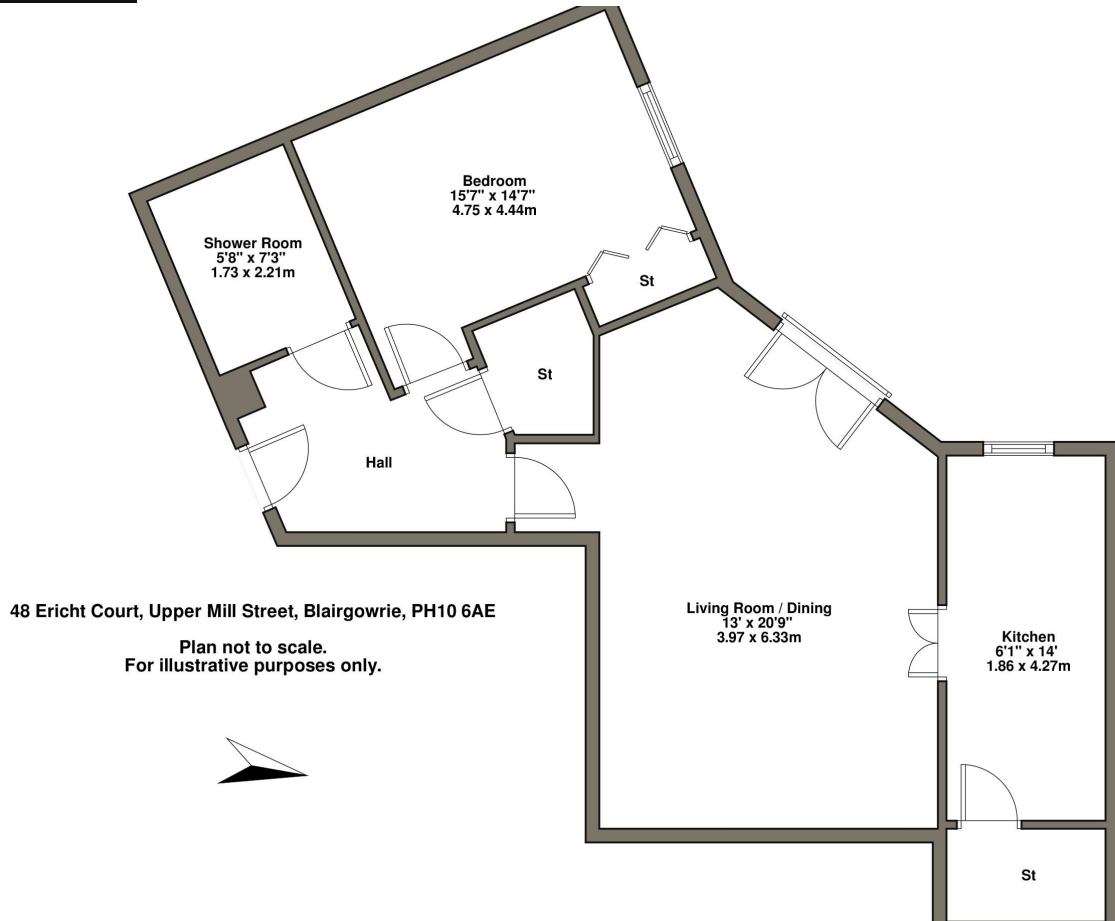 Bedroom
15'7" x 14'7"
4.75 x 4.44m
Shower Room
5'8" x 7'3"
1.73 x 2.21m
St
St
Hall
Living Room / Dining
13' x 20'9"
3.97 x 6.33m
Kitchen
6'1" x 14'
1.86 x 4.27m
48 Ericht Court, Upper Mill Street, Blairgowrie, PH10 6AE
Plan not to scale.
For illustrative purposes only.
St